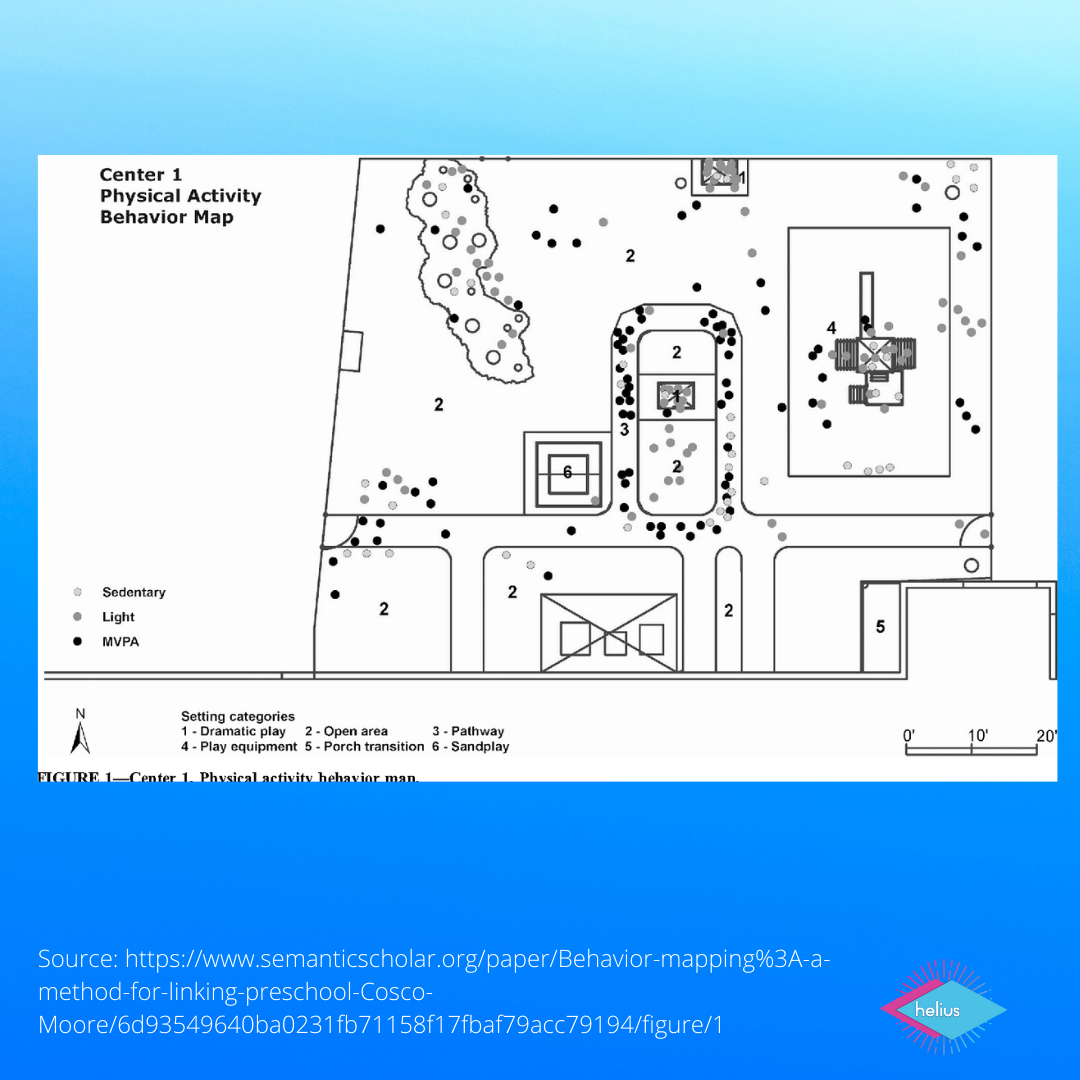 Center 1
Physical Activity
Behavior Map
1
2
4
2
1
2
3
2
6
2
2
2
5
Sedentary
Light
MVPA
N
Setting categories
1 - Dramatic play 2 - Open area 3 - Pathway
4 - Play equipment 5 - Porch transition 6 - Sandplay
0' 10' 20'
FIGURE 1—Center 1. Physical activity behavior map.
Source: https://www.semanticscholar.org/paper/Behavior-mapping%3A-a-
method-for-linking-preschool-Cosco-
Moore/6d93549640ba0231fb71158f17fbaf79acc79194/figure/1
helius